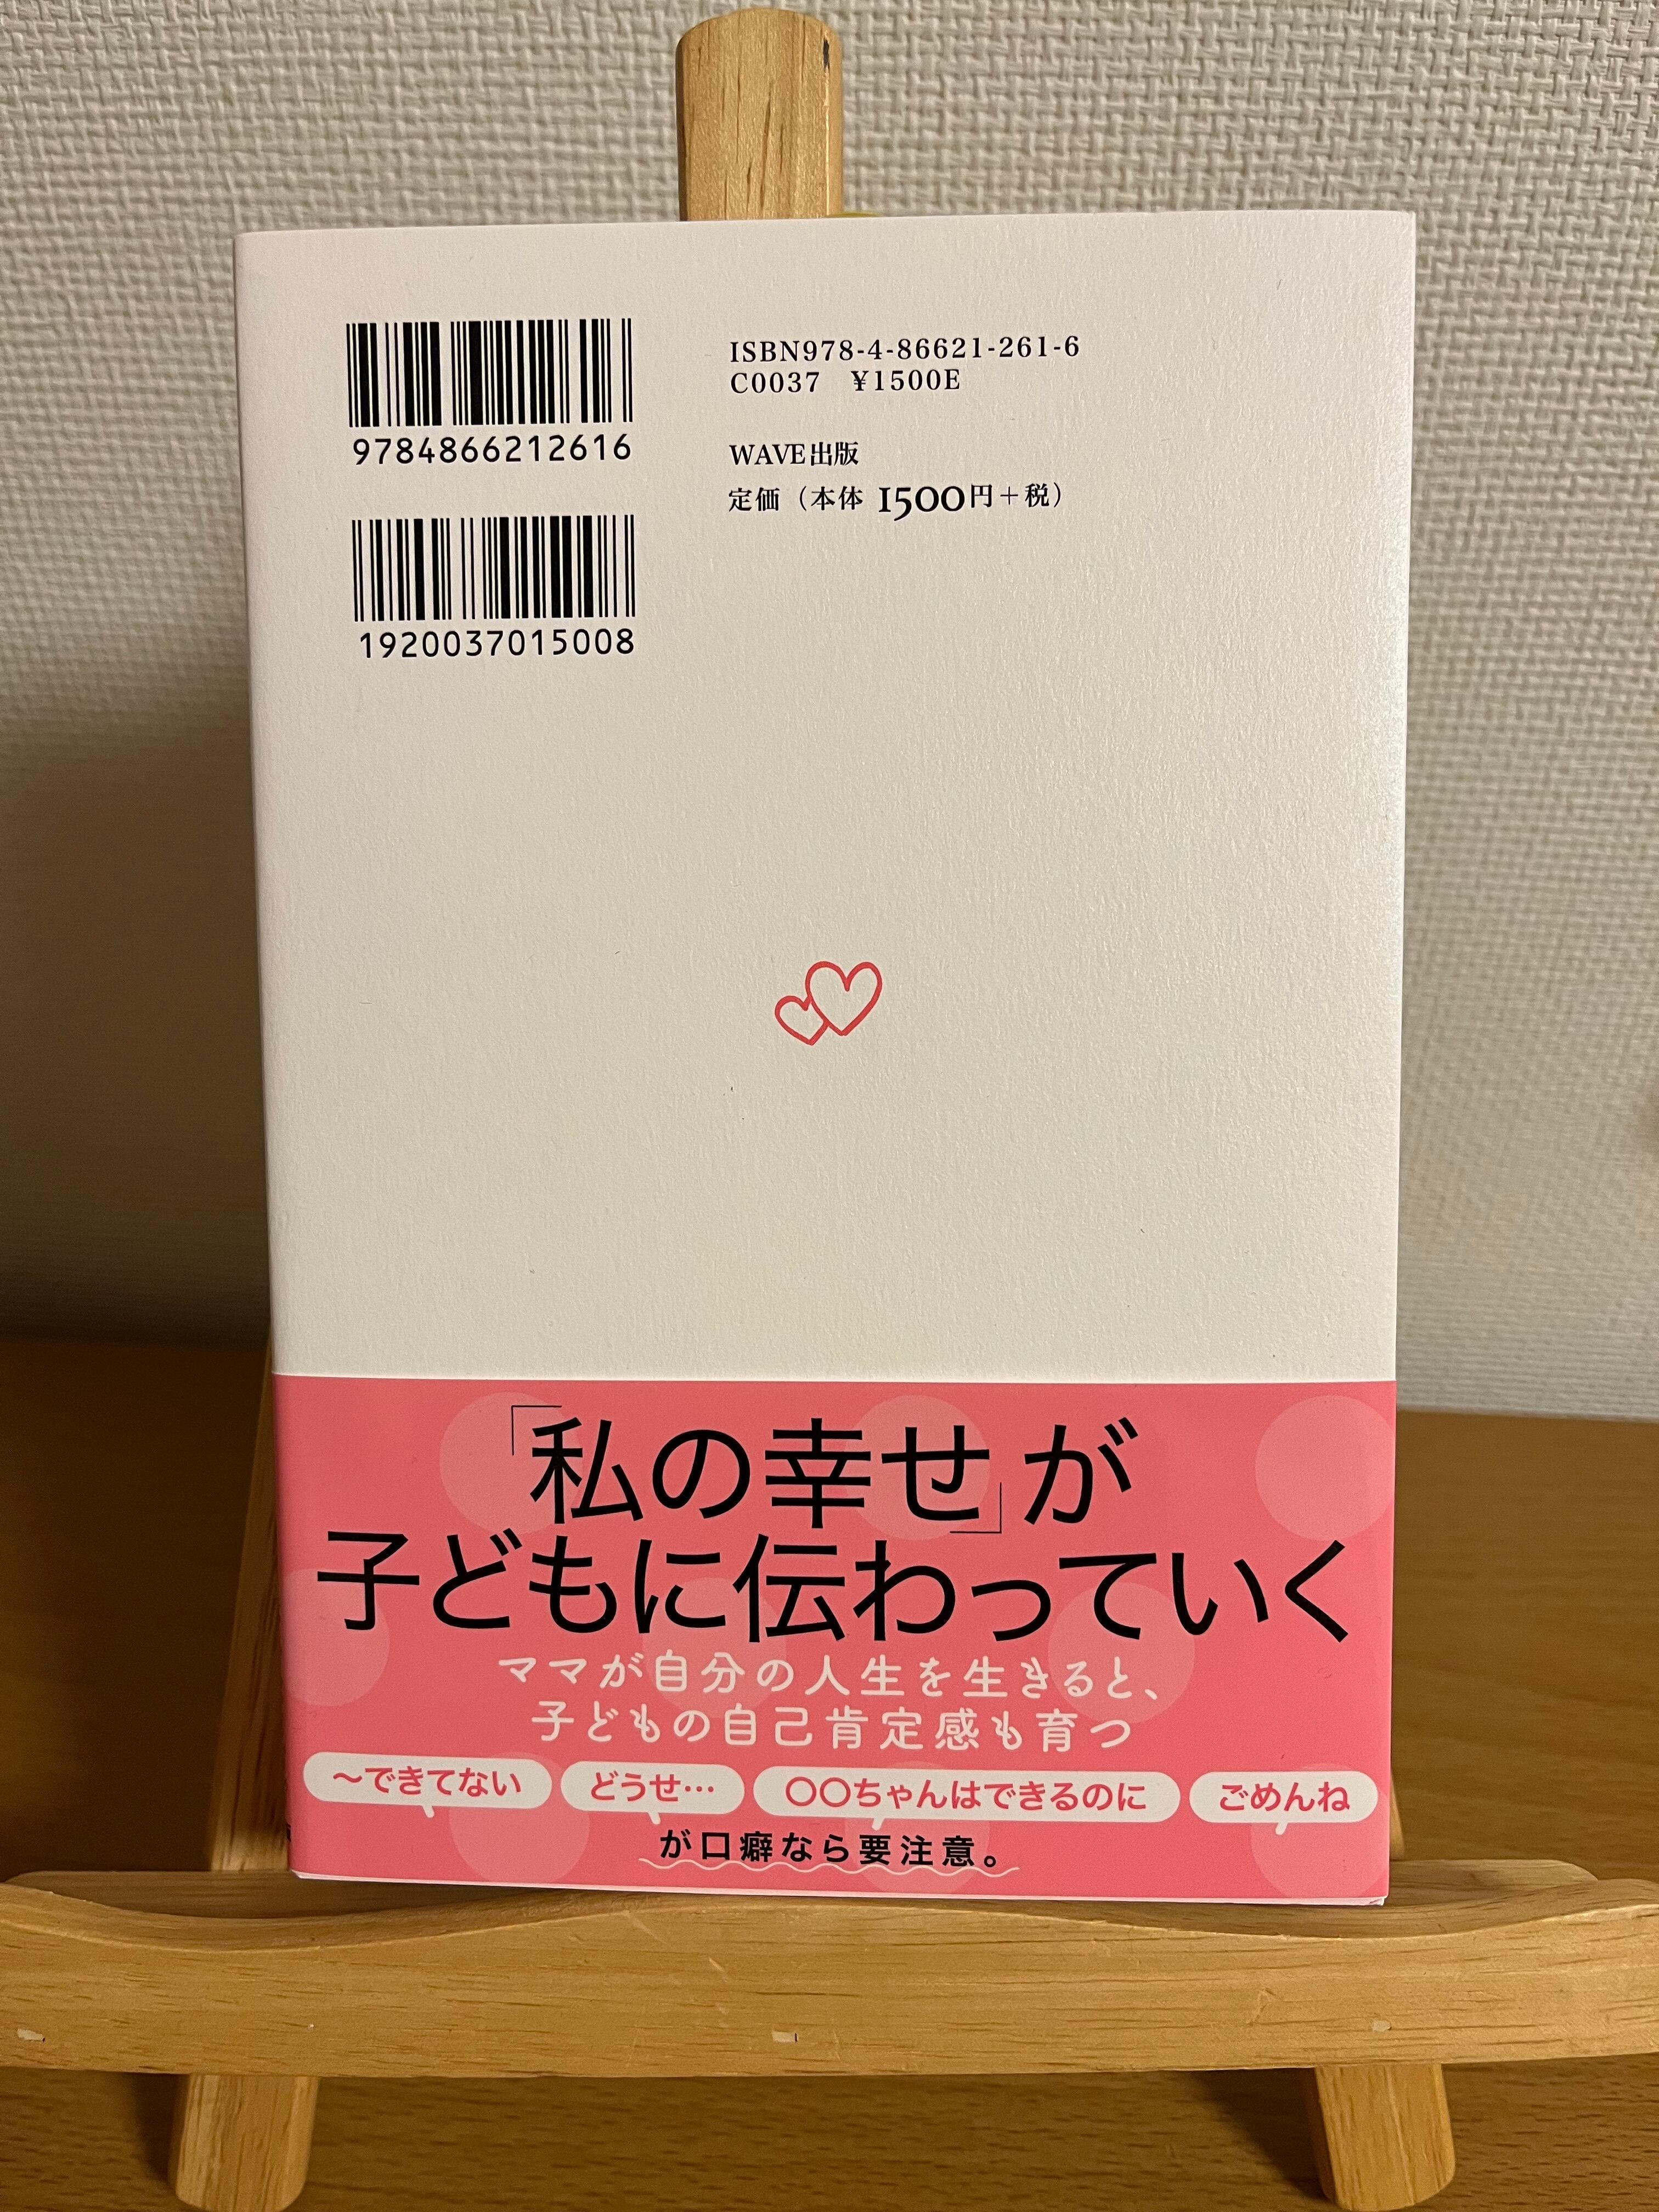 9784866212616
1920037015008
ISBN978-4-86621-261-6
C0037 ¥1500E
WAVE出版
定価（本体 1500円＋税）
「私の幸せ」が
子どもに伝わっていく
ママが自分の人生を生きると、
子どもの自己肯定感も育つ
〜できてない どうせ… 〇〇ちゃんはできるのに ごめんね
が口癖なら要注意。